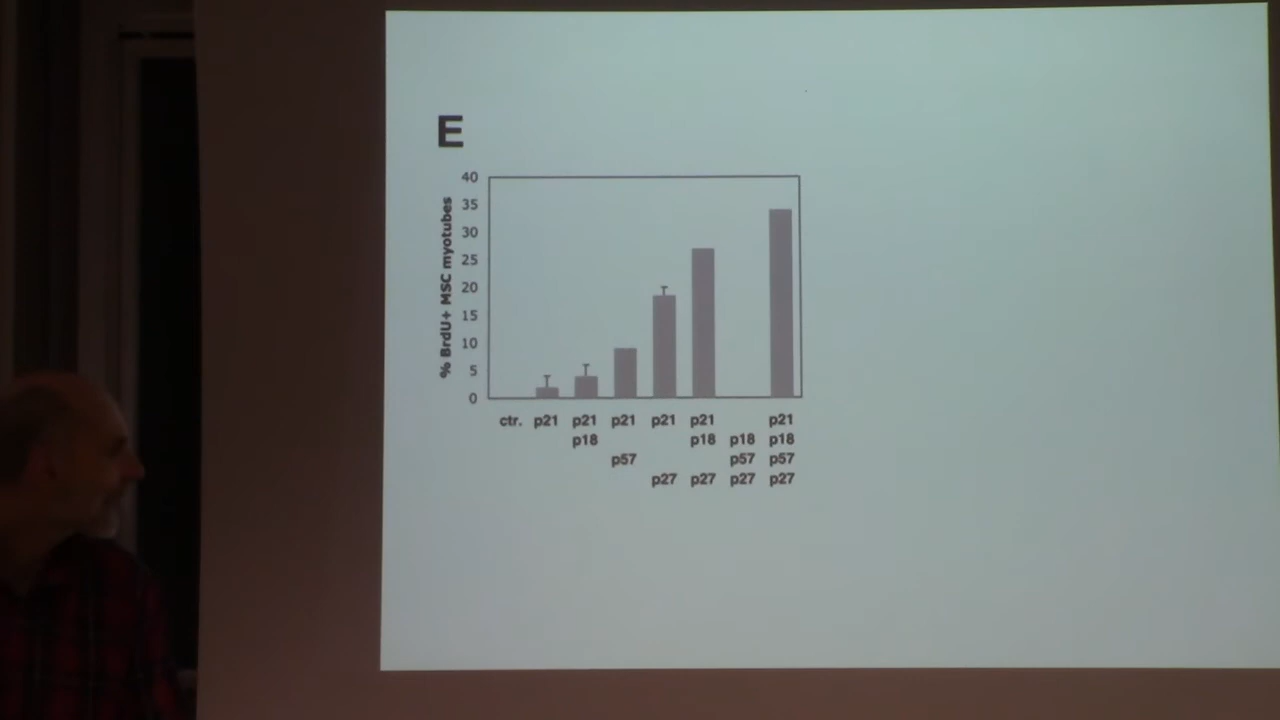 E
% BrdU+ MSC myotubes
40
35
30
25
20
15
10
5
0
ctr. p21 p21 p21 p21 p21 p21
p18 p18 p18 p18
p57 p57 p57
p27 p27 p27 p27